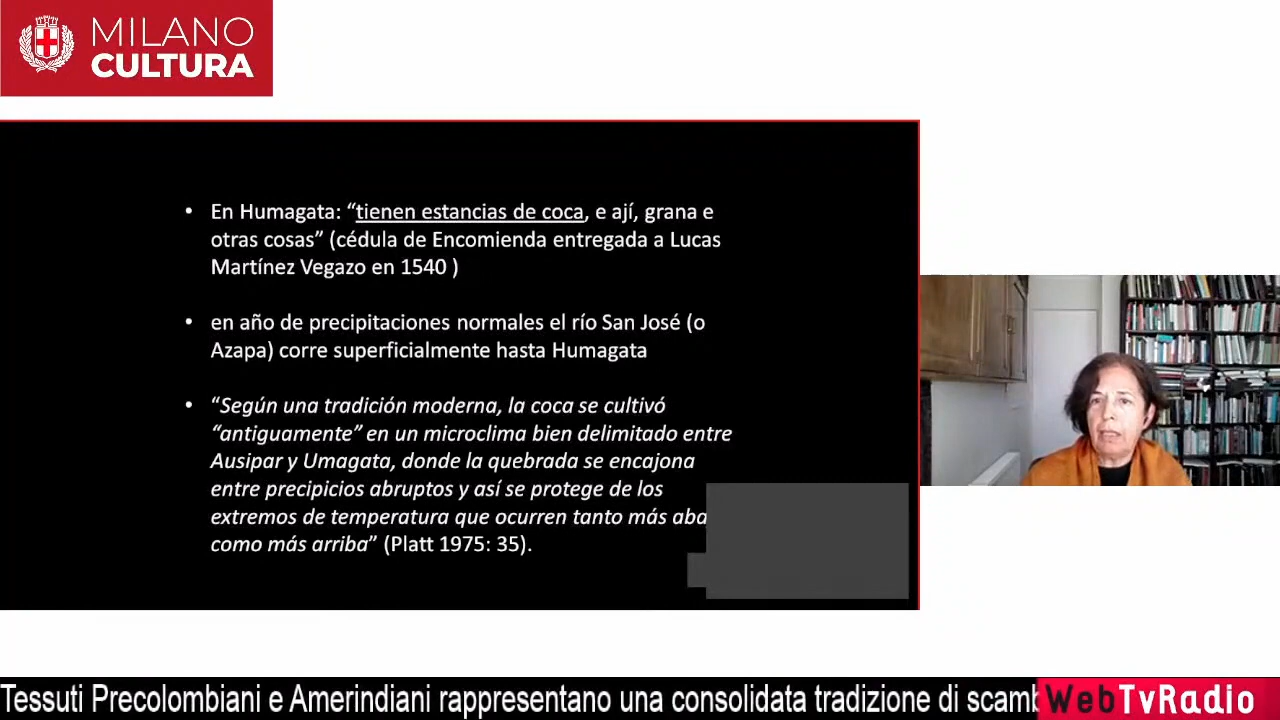 MILANO
CULTURA
• En Humagata: “tienen estancias de coca, e ají, grana e
otras cosas” (cédula de Encomienda entregada a Lucas
Martínez Vegazo en 1540 )
• en año de precipitaciones normales el río San José (o
Azapa) corre superficialmente hasta Humagata
• “Según una tradición moderna, la coca se cultivó
“antiguamente” en un microclima bien delimitado entre
Ausipar y Umagata, donde la quebrada se encajona
entre precipicios abruptos y así se protege de los
extremos de temperatura que ocurren tanto más aba
como más arriba” (Platt 1975: 35).
Tessuti Precolombiani e Amerindiani rappresentano una consolidata tradizione di scamb
WebTvRadio